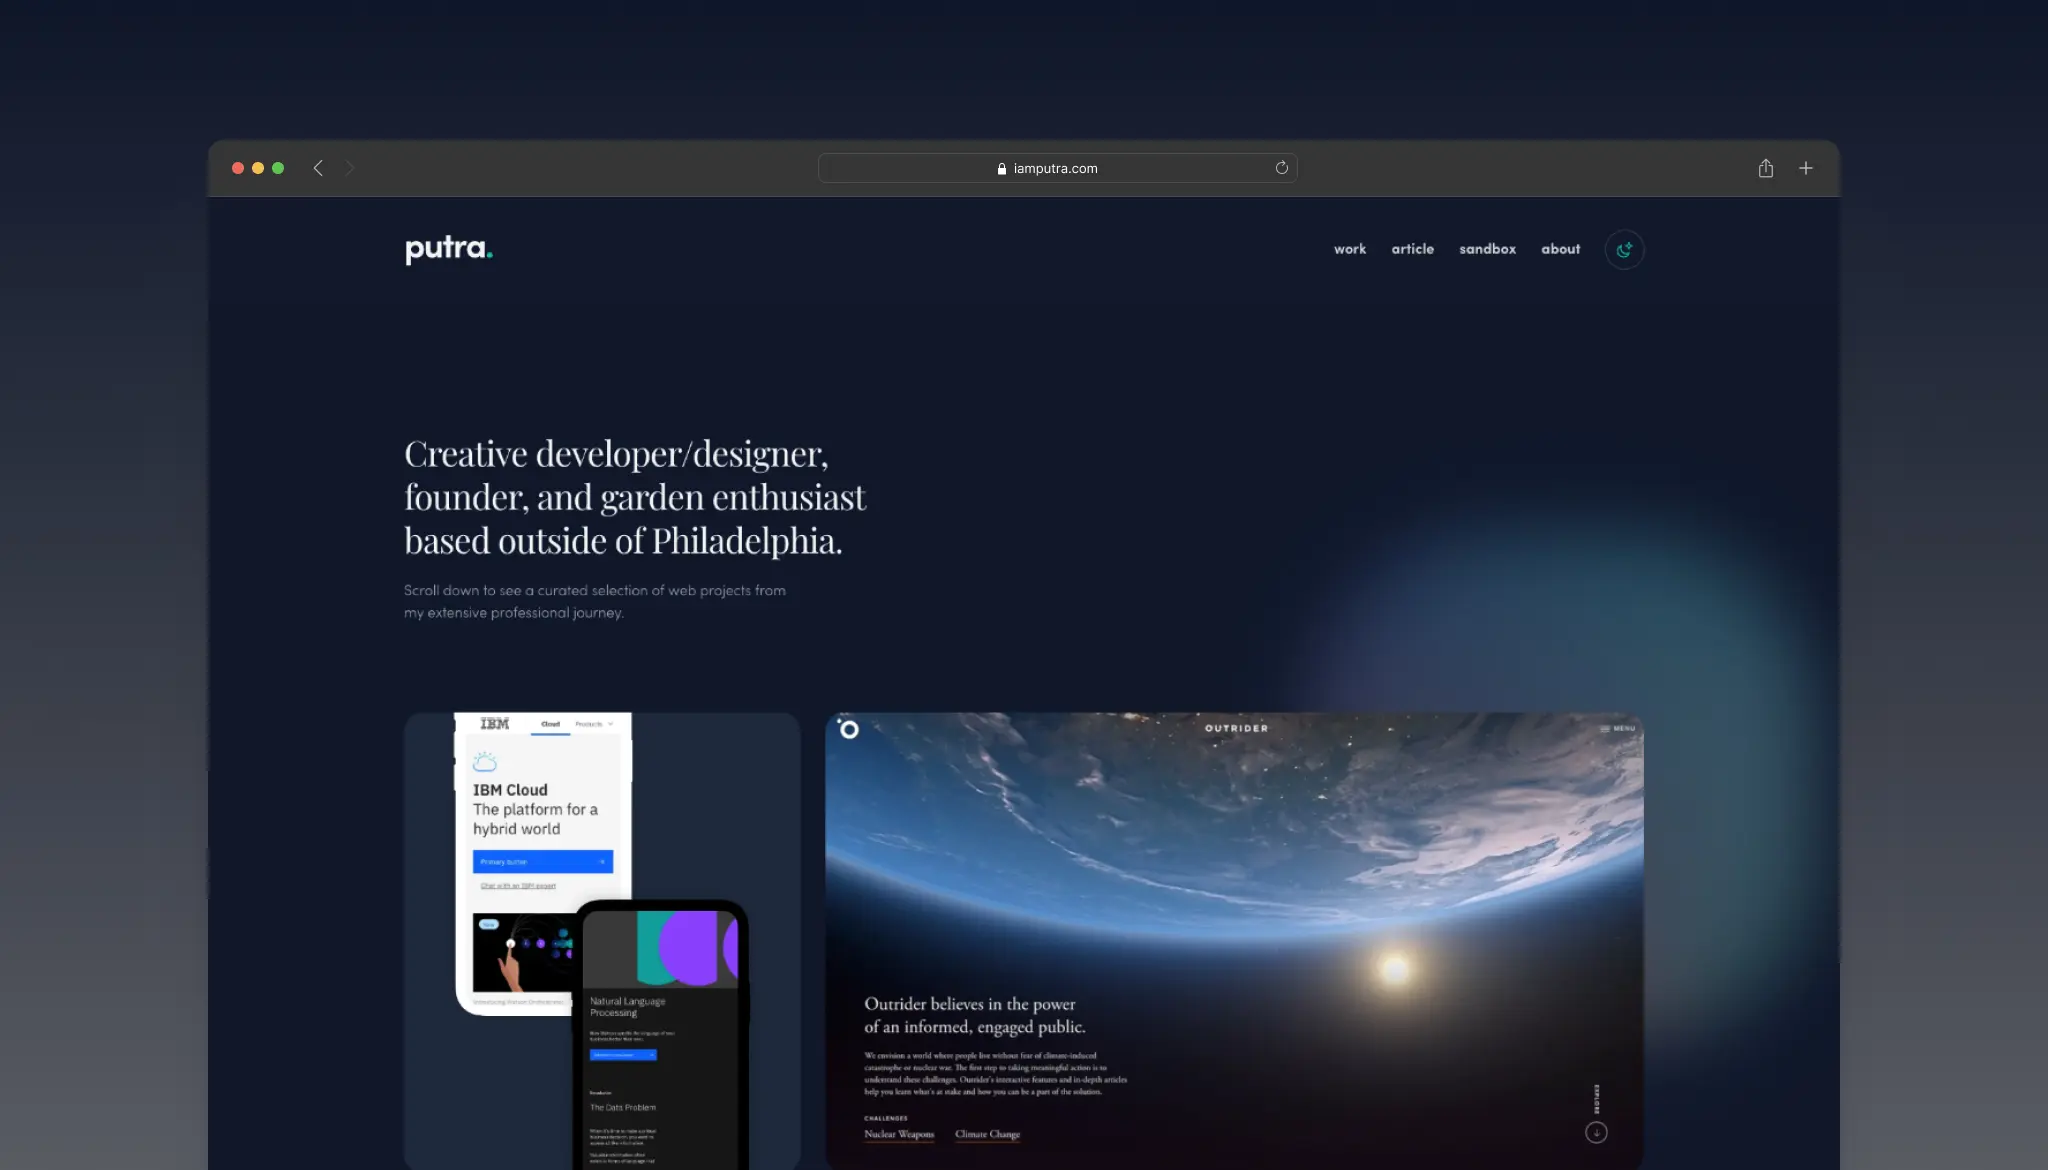 iamputra.com
putra.
work article sandbox about
Creative developer/designer,
founder, and garden enthusiast
based outside of Philadelphia.
Scroll down to see a curated selection of web projects from
my extensive professional journey.
IBM Cloud Products
IBM Cloud
The platform for a
hybrid world
Primary button
Chat with an IBM expert
Natural Language
Processing
Introduction
The Data Problem
OUTRIDER
MENU
Outrider believes in the power
of an informed, engaged public.
We envision a world where people live without fear of climate-induced
catastrophe or nuclear war. The first step to taking meaningful action is to
understand these challenges. Outrider's interactive features and in-depth articles
help you learn what's at stake and how you can be a part of the solution.
CHALLENGES
Nuclear Weapons Climate Change
EXPLORE